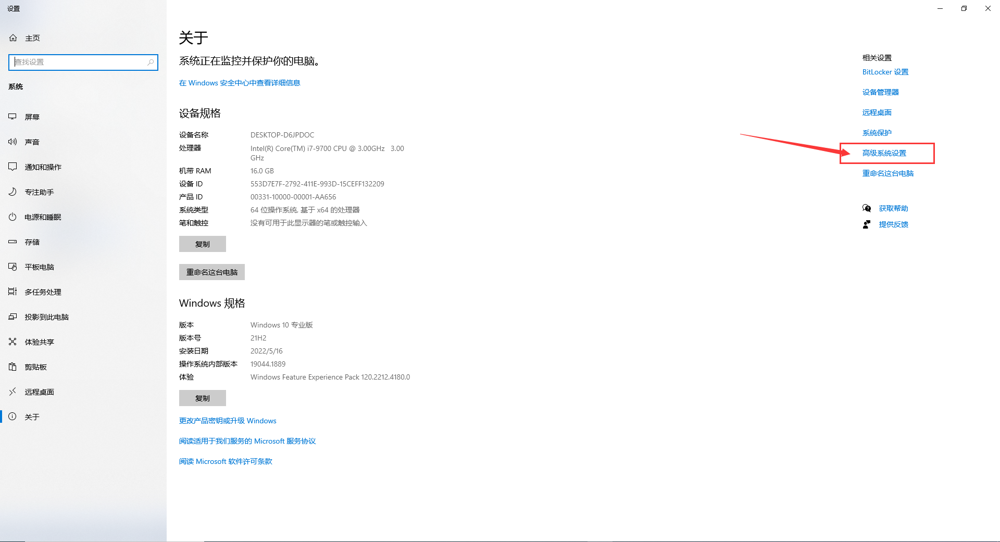 设置
主页
查找设置
系统
屏幕
声音
通知和操作
专注助手
电源和睡眠
存储
平板电脑
多任务处理
投影到此电脑
体验共享
剪贴板
远程桌面
关于
关于
系统正在监控并保护你的电脑。
在 Windows 安全中心中查看详细信息
设备规格
设备名称 DESKTOP-D6JPDOC
处理器 Intel(R) Core(TM) i7-9700 CPU @ 3.00GHz 3.00
GHz
机带 RAM 16.0 GB
设备 ID 553D7E7F-2792-411E-993D-15CEFF132209
产品 ID 00331-10000-00001-AA656
系统类型 64 位操作系统, 基于 x64 的处理器
笔和触控 没有可用于此显示器的笔或触控输入
复制
重命名这台电脑
Windows 规格
版本 Windows 10 专业版
版本号 21H2
安装日期 2022/5/16
操作系统内部版本 19044.1889
体验 Windows Feature Experience Pack 120.2212.4180.0
复制
更改产品密钥或升级 Windows
阅读适用于我们服务的 Microsoft 服务协议
阅读 Microsoft 软件许可条款
相关设置
BitLocker 设置
设备管理器
远程桌面
系统保护
高级系统设置
重命名这台电脑
获取帮助
提供反馈